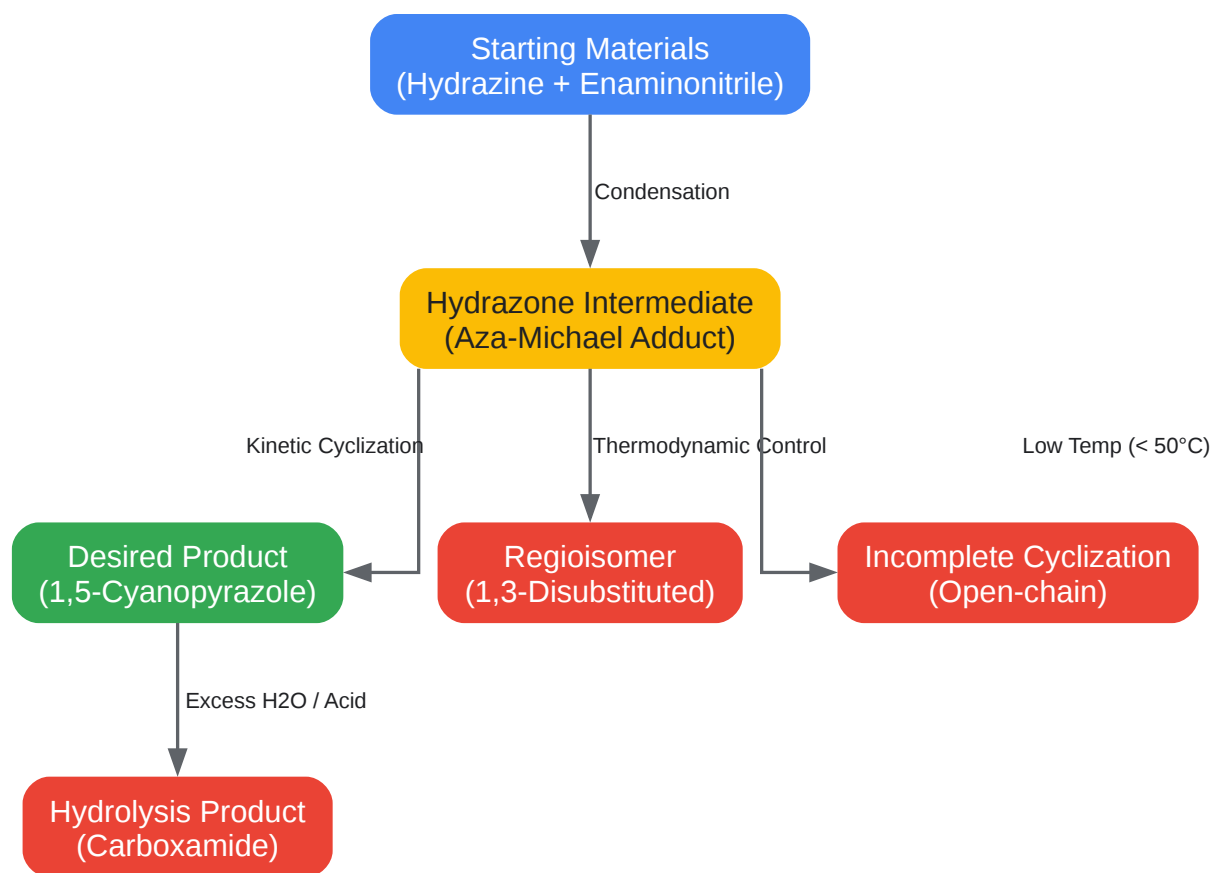 Starting Materials
(Hydrazine + Enaminonitrile)
Condensation
Hydrazone Intermediate
(Aza-Michael Adduct)
Kinetic Cyclization
Thermodynamic Control
Low Temp (< 50°C)
Desired Product
(1,5-Cyanopyrazole)
Regioisomer
(1,3-Disubstituted)
Incomplete Cyclization
(Open-chain)
Excess H2O / Acid
Hydrolysis Product
(Carboxamide)